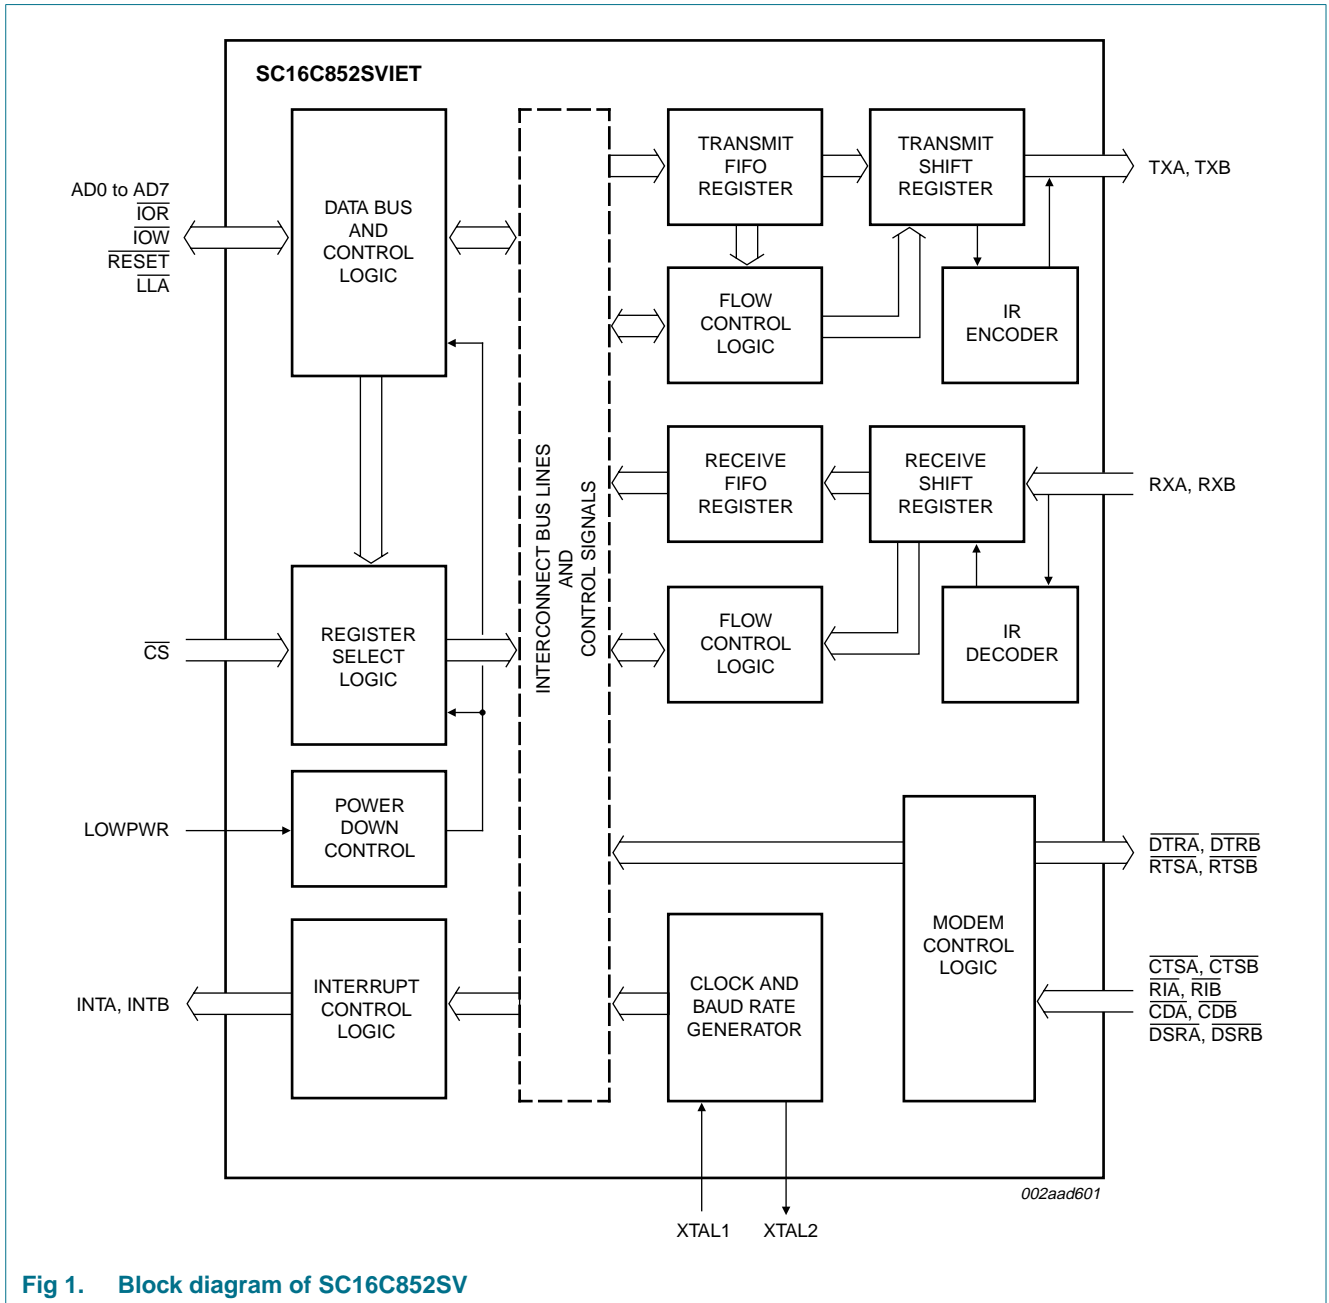 SC16C852SVIET
AD0 to AD7
IOR
IOW
RESET
LLA
DATA BUS
AND
CONTROL
LOGIC
TRANSMIT
FIFO
REGISTER
TRANSMIT
SHIFT
REGISTER
TXA, TXB
FLOW
CONTROL
LOGIC
IR
ENCODER
INTERCONNECT BUS LINES
AND
CONTROL SIGNALS
RECEIVE
FIFO
REGISTER
RECEIVE
SHIFT
REGISTER
RXA, RXB
CS
REGISTER
SELECT
LOGIC
FLOW
CONTROL
LOGIC
IR
DECODER
LOWPWR
POWER
DOWN
CONTROL
DTRA, DTRB
RTSA, RTSB
MODEM
CONTROL
LOGIC
CTSA, CTSB
RIA, RIB
CDA, CDB
DSRA, DSRB
INTA, INTB
INTERRUPT
CONTROL
LOGIC
CLOCK AND
BAUD RATE
GENERATOR
XTAL1
XTAL2
002aad601
Fig 1. Block diagram of SC16C852SV